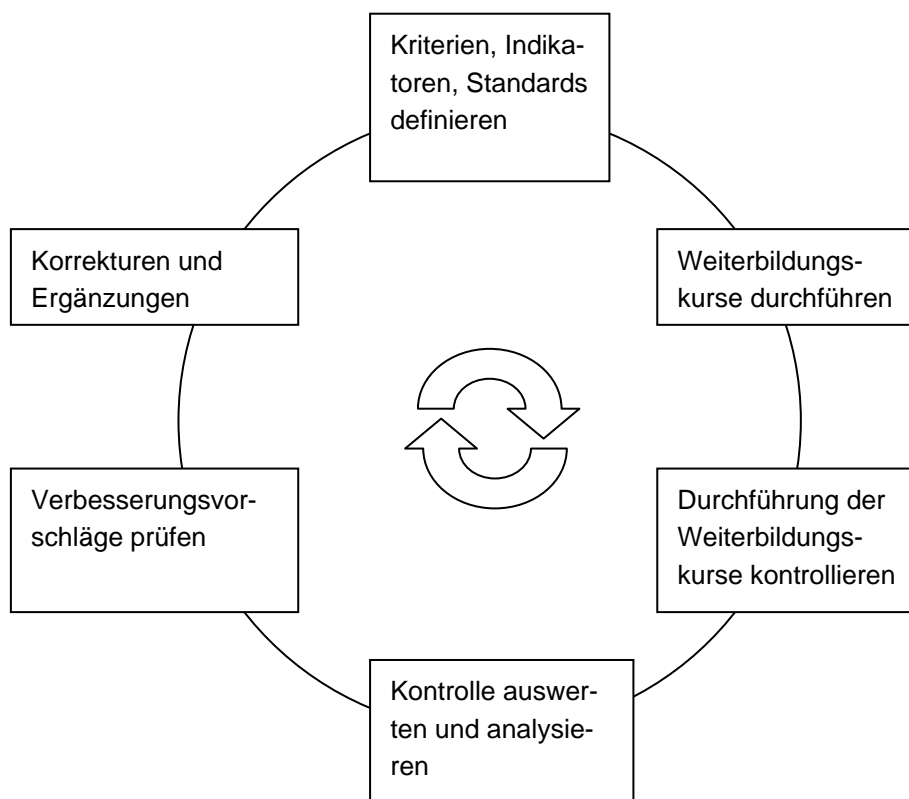 Kriterien, Indika-
toren, Standards
definieren
Weiterbildungs-
kurse durchführen
Durchführung der
Weiterbildungs-
kurse kontrollieren
Kontrolle auswer-
ten und analysie-
ren
Verbesserungsvor-
schläge prüfen
Korrekturen und
Ergänzungen